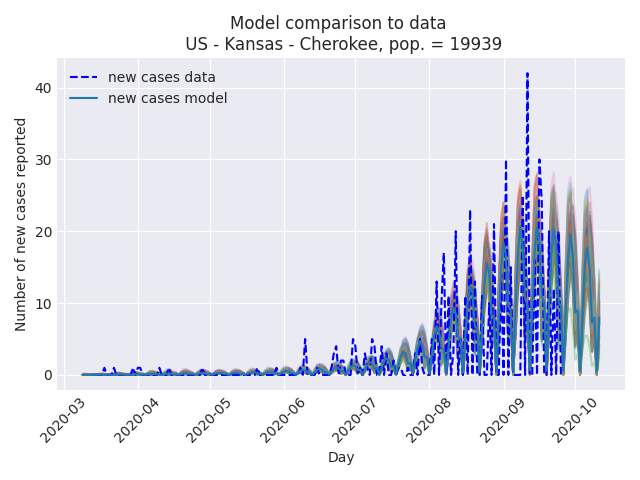 Model comparison to data
US - Kansas - Cherokee, pop. = 19939
new cases data
new cases model
Number of new cases reported
40
30
20
10
0
2020-03
2020-04
2020-05
2020-06
2020-07
2020-08
2020-09
2020-10
Day